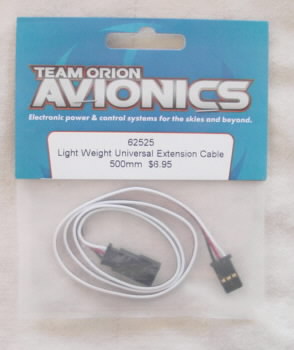 TEAM ORION
AVIONICS
Electronic power & control systems for the skies and beyond.
62525
Light Weight Universal Extension Cable
500mm $6.95